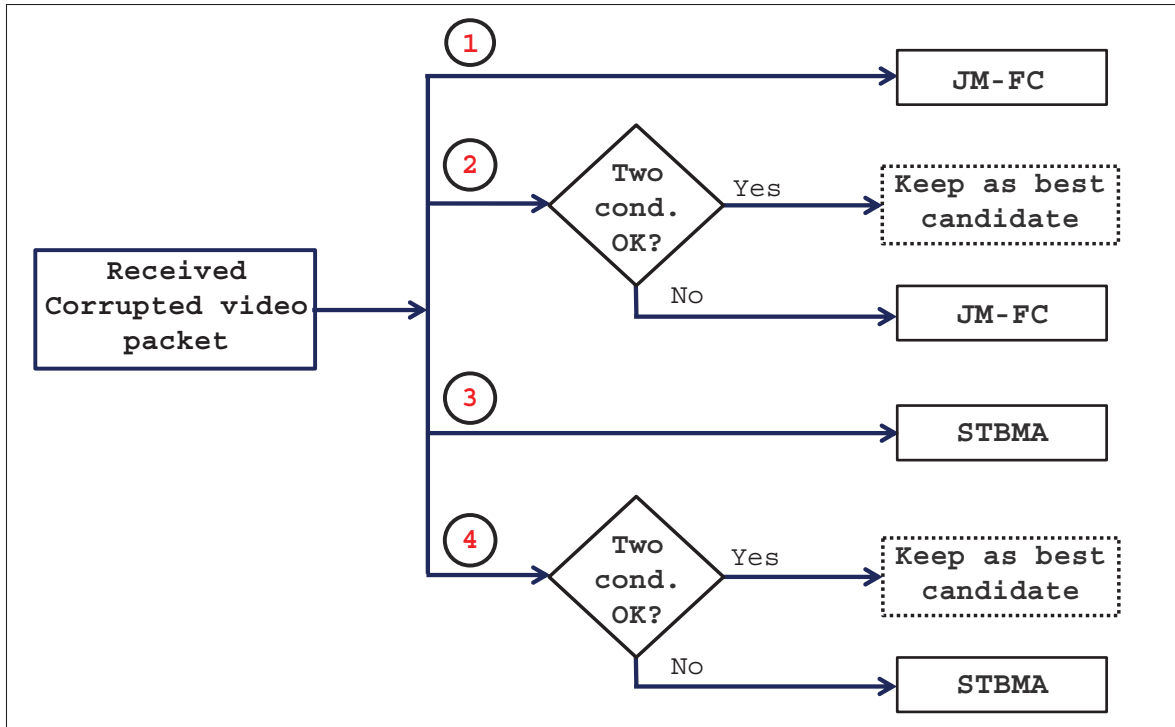 1
JM-FC
2
Two
cond.
OK?
Yes
Keep as best
candidate
No
JM-FC
Received
Corrupted video
packet
3
STBMA
4
Two
cond.
OK?
Yes
Keep as best
candidate
No
STBMA